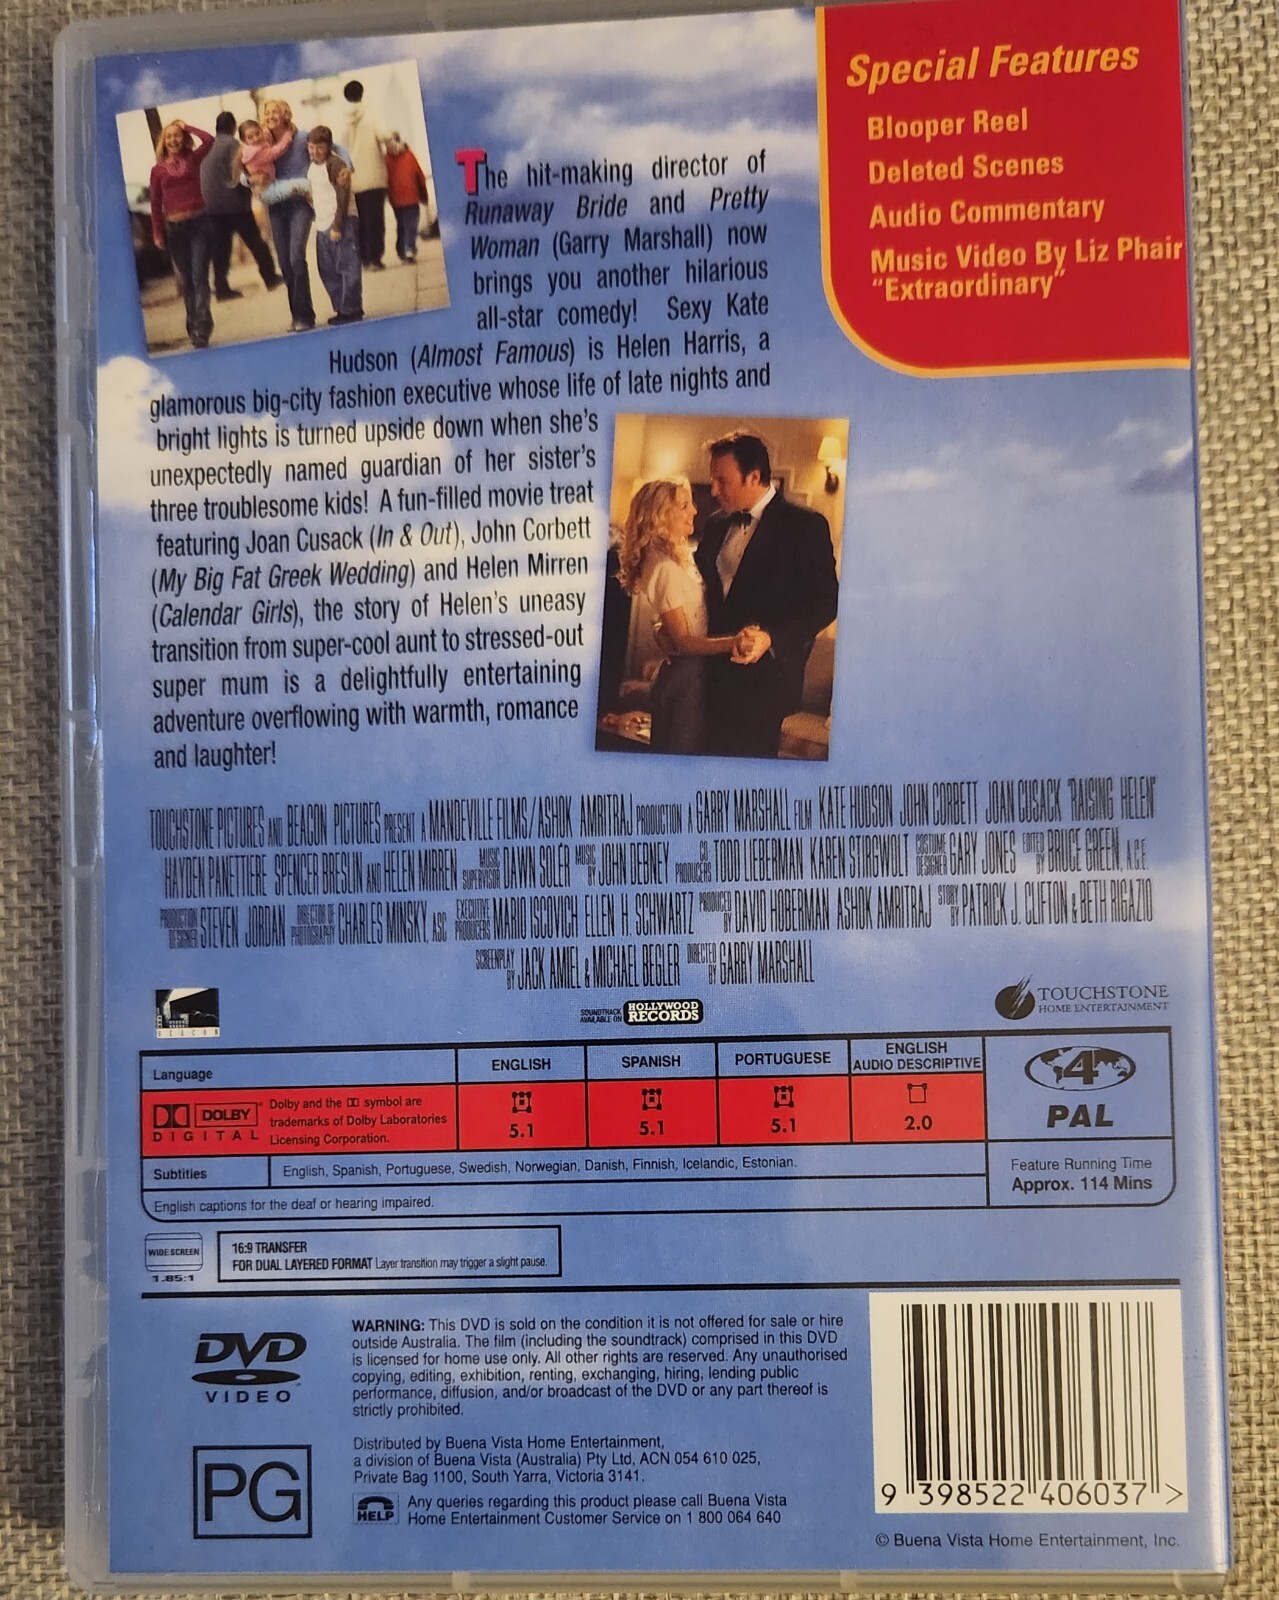 Special Features
Blooper Reel
Deleted Scenes
Audio Commentary
Music Video By Liz Phair
"Extraordinary"
The hit-making director of
Runaway Bride and Pretty
Woman (Garry Marshall) now
brings you another hilarious
all-star comedy! Sexy Kate
Hudson (Almost Famous) is Helen Harris, a
glamorous big-city fashion executive whose life of late nights and
bright lights is turned upside down when she's
unexpectedly named guardian of her sister's
three troublesome kids! A fun-filled movie treat
featuring Joan Cusack (In & Out), John Corbett
(My Big Fat Greek Wedding) and Helen Mirren
(Calendar Girls), the story of Helen's uneasy
transition from super-cool aunt to stressed-out
super mum is a delightfully entertaining
adventure overflowing with warmth, romance
and laughter!
TOUCHSTONE PICTURES AND BEACON PICTURES PRESENT A MANDEVILLE FILMS/ASHOK AMRITRAJ PRODUCTION A GARRY MARSHALL FILM KATE HUDSON JOHN CORBETT JOAN CUSACK "RAISING HELEN"
HAYDEN PANETTIERE SPENCER BRESLIN AND HELEN MIRREN MUSIC SUPERVISOR DAWN SOLÉR MUSIC BY JOHN DEBNEY CO PRODUCERS TODD LIEBERMAN KAREN STIRGWOLT COSTUME DESIGNER GARY JONES EDITED BY BRUCE GREEN, A.C.E.
PRODUCTION DESIGNER STEVEN JORDAN DIRECTOR OF PHOTOGRAPHY CHARLES MINSKY, ASC EXECUTIVE PRODUCERS MARIO ISCOVICH ELLEN H. SCHWARTZ PRODUCED BY DAVID HOBERMAN ASHOK AMRITRAJ STORY BY PATRICK J. CLIFTON & BETH RIGAZIO
SCREENPLAY BY JACK AMIEL & MICHAEL BEGLER DIRECTED BY GARRY MARSHALL
BEACON
SOUNDTRACK AVAILABLE ON HOLLYWOOD RECORDS
TOUCHSTONE
HOME ENTERTAINMENT
Language
ENGLISH
SPANISH
PORTUGUESE
ENGLISH
AUDIO DESCRIPTIVE
DOLBY
DIGITAL
Dolby and the symbol are
trademarks of Dolby Laboratories
Licensing Corporation.
5.1
5.1
5.1
2.0
4
PAL
Subtitles
English, Spanish, Portuguese, Swedish, Norwegian, Danish, Finnish, Icelandic, Estonian.
Feature Running Time
Approx. 114 Mins
English captions for the deaf or hearing impaired.
WIDE SCREEN
1.85:1
16:9 TRANSFER
FOR DUAL LAYERED FORMAT Layer transition may trigger a slight pause.
DVD
VIDEO
WARNING: This DVD is sold on the condition it is not offered for sale or hire
outside Australia. The film (including the soundtrack) comprised in this DVD
is licensed for home use only. All other rights are reserved. Any unauthorised
copying, editing, exhibition, renting, exchanging, hiring, lending public
performance, diffusion, and/or broadcast of the DVD or any part thereof is
strictly prohibited.
PG
Distributed by Buena Vista Home Entertainment,
a division of Buena Vista (Australia) Pty Ltd, ACN 054 610 025,
Private Bag 1100, South Yarra, Victoria 3141.
HELP
Any queries regarding this product please call Buena Vista
Home Entertainment Customer Service on 1 800 064 640
9 398522 406037 >
© Buena Vista Home Entertainment, Inc.